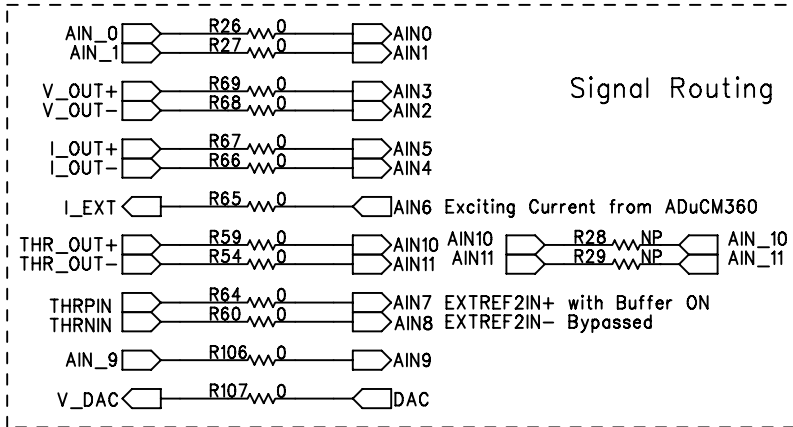 AIN_0 R26 0 AIN0
AIN_1 R27 0 AIN1
Signal Routing
V_OUT+ R69 0 AIN3
V_OUT- R68 0 AIN2
I_OUT+ R67 0 AIN5
I_OUT- R66 0 AIN4
I_EXT R65 0 AIN6 Exciting Current from ADuCM360
THR_OUT+ R59 0 AIN10 AIN10 R28 NP AIN_10
THR_OUT- R54 0 AIN11 AIN11 R29 NP AIN_11
THRPIN R64 0 AIN7 EXTREF2IN+ with Buffer ON
THRNIN R60 0 AIN8 EXTREF2IN- Bypassed
AIN_9 R106 0 AIN9
V_DAC R107 0 DAC